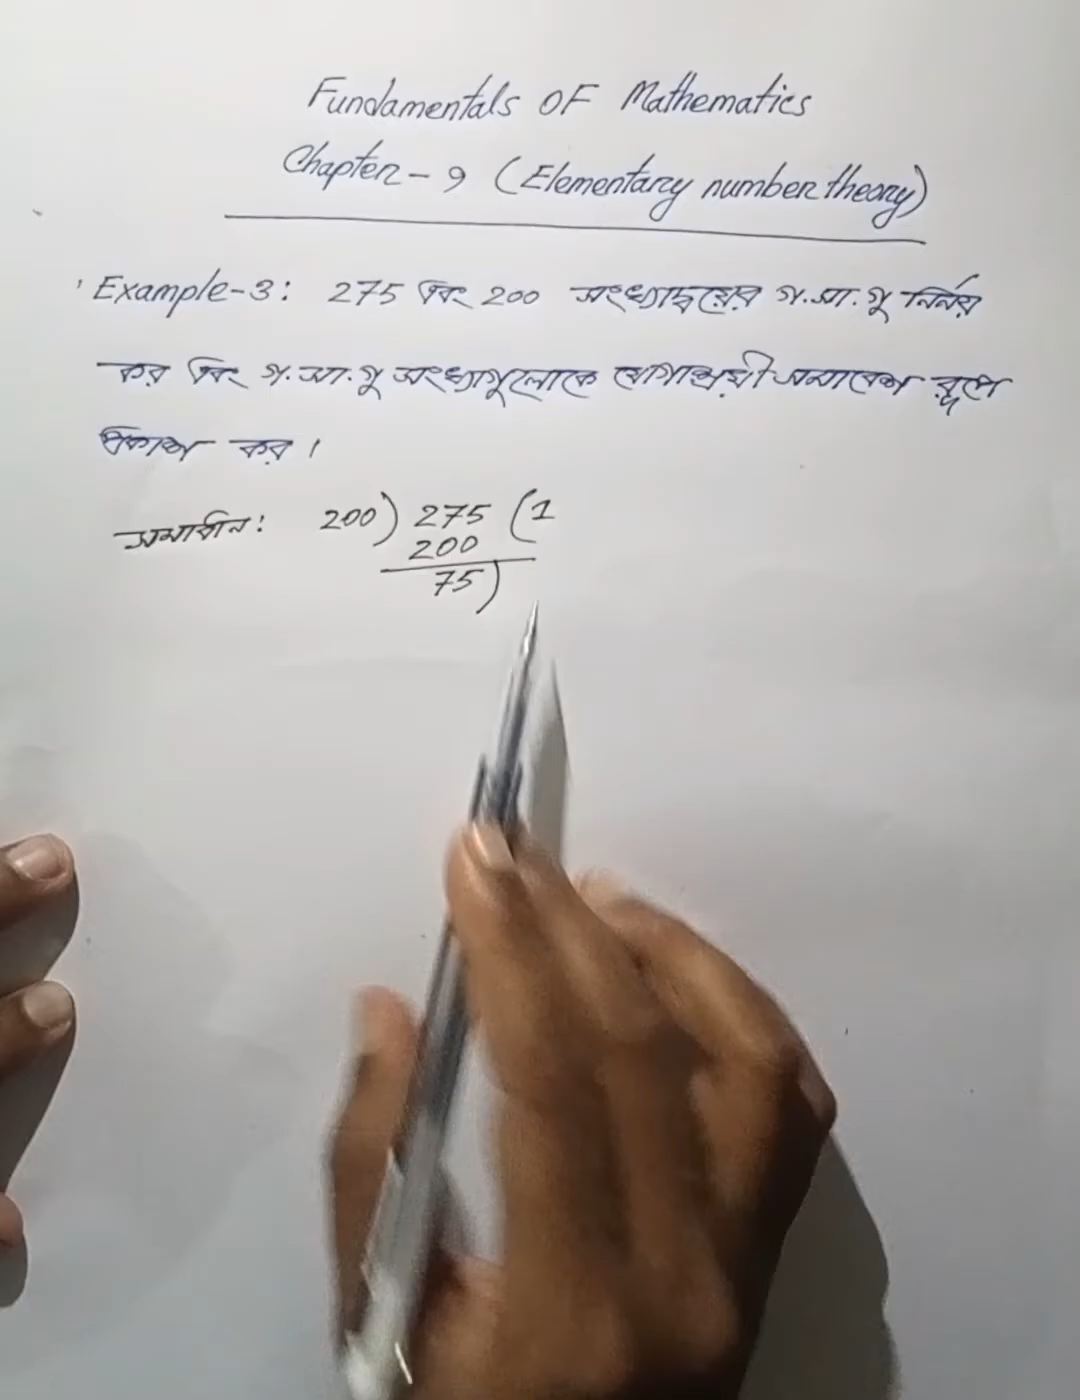 Fundamentals OF Mathematics
Chapter-9 (Elementary number theory)
Example-3: 275 এবং 200 সংখ্যাদ্বয়ের গ.সা.গু নির্নয়
কর এবং গ.সা.গু সংখ্যাগুলোকে যোগাশ্রয়ী সমাবেশ রূপে
প্রকাশ কর।
সমাধান: 200) 275 (1
200
75)